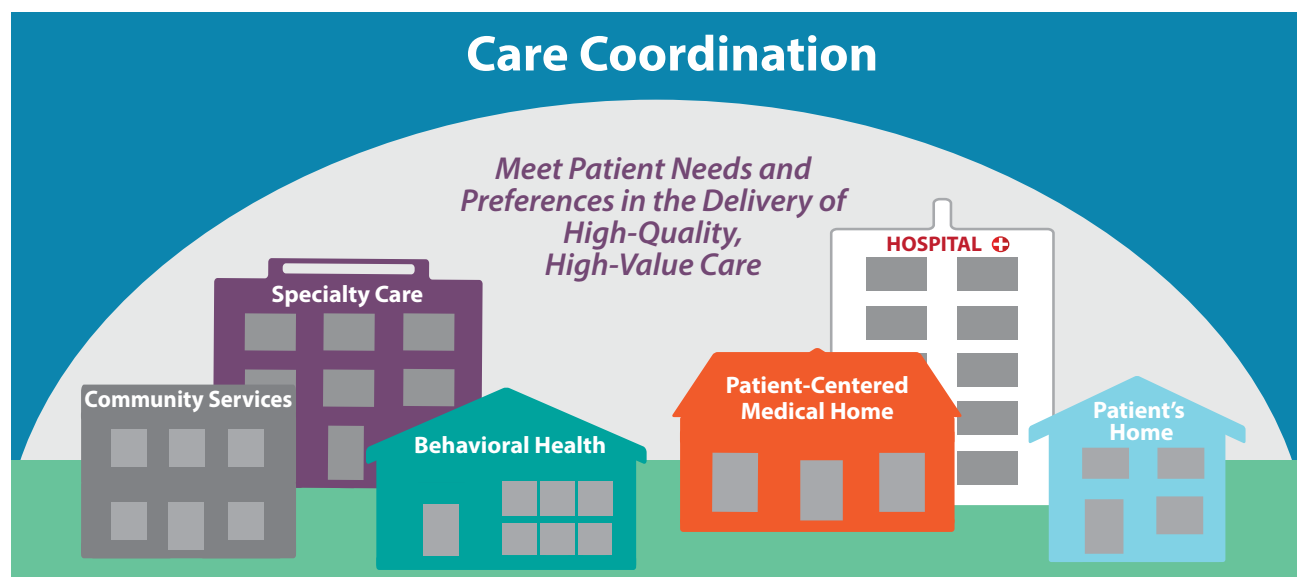 Care Coordination
Meet Patient Needs and
Preferences in the Delivery of
High-Quality,
High-Value Care
HOSPITAL
Specialty Care
Community Services
Behavioral Health
Patient-Centered
Medical Home
Patient's
Home